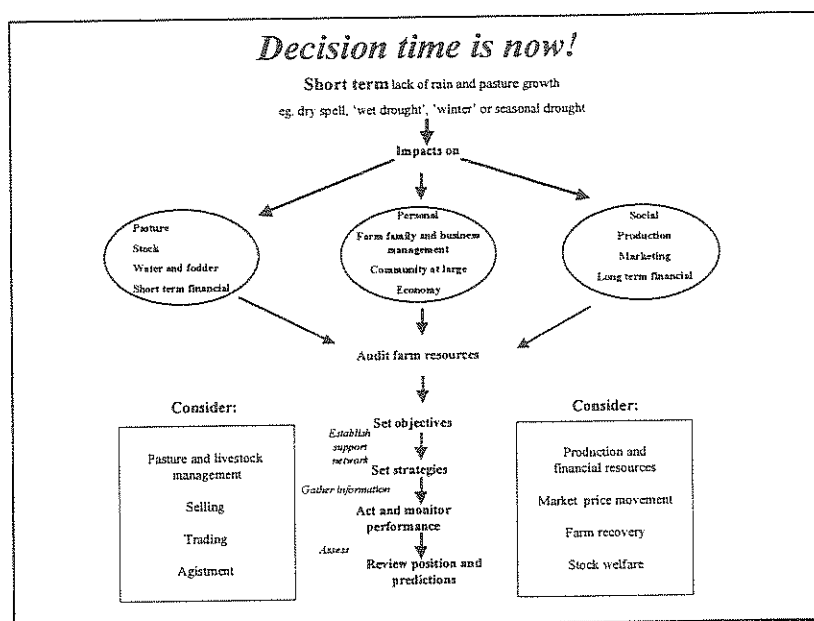 Decision time is now!
Short term lack of rain and pasture growth
eg. dry spell, 'wet drought', 'winter' or seasonal drought
Impacts on
Pasture
Stock
Water and fodder
Short term financial
Personal
Farm family and business
management
Community at large
Economy
Social
Production
Marketing
Long term financial
Audit farm resources
Consider:
Pasture and livestock
management
Selling
Trading
Agistment
Set objectives
Establish
support
network
Set strategies
Gather information
Act and monitor
performance
Assess
Review position and
predictions
Consider:
Production and
financial resources
Market price movement
Farm recovery
Stock welfare